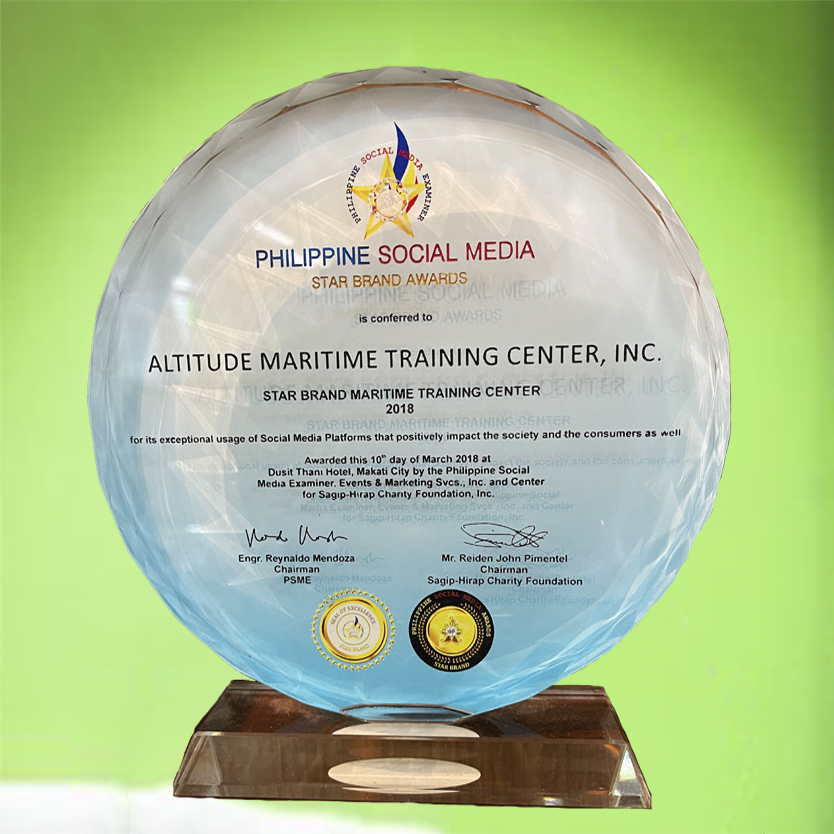 PHILIPPINE SOCIAL MEDIA EXAMINER
PHILIPPINE SOCIAL MEDIA
STAR BRAND AWARDS
is conferred to
ALTITUDE MARITIME TRAINING CENTER, INC.
STAR BRAND MARITIME TRAINING CENTER
2018
for its exceptional usage of Social Media Platforms that positively impact the society and the consumers as well
Awarded this 10th day of March 2018 at
Dusit Thani Hotel, Makati City by the Philippine Social
Media Examiner, Events & Marketing Svcs., Inc. and Center
for Sagip-Hirap Charity Foundation, Inc.
Engr. Reynaldo Mendoza
Chairman
PSME
Mr. Reiden John Pimentel
Chairman
Sagip-Hirap Charity Foundation
SEAL OF EXCELLENCE
STAR BRAND
PHILIPPINE SOCIAL MEDIA AWARDS
STAR BRAND